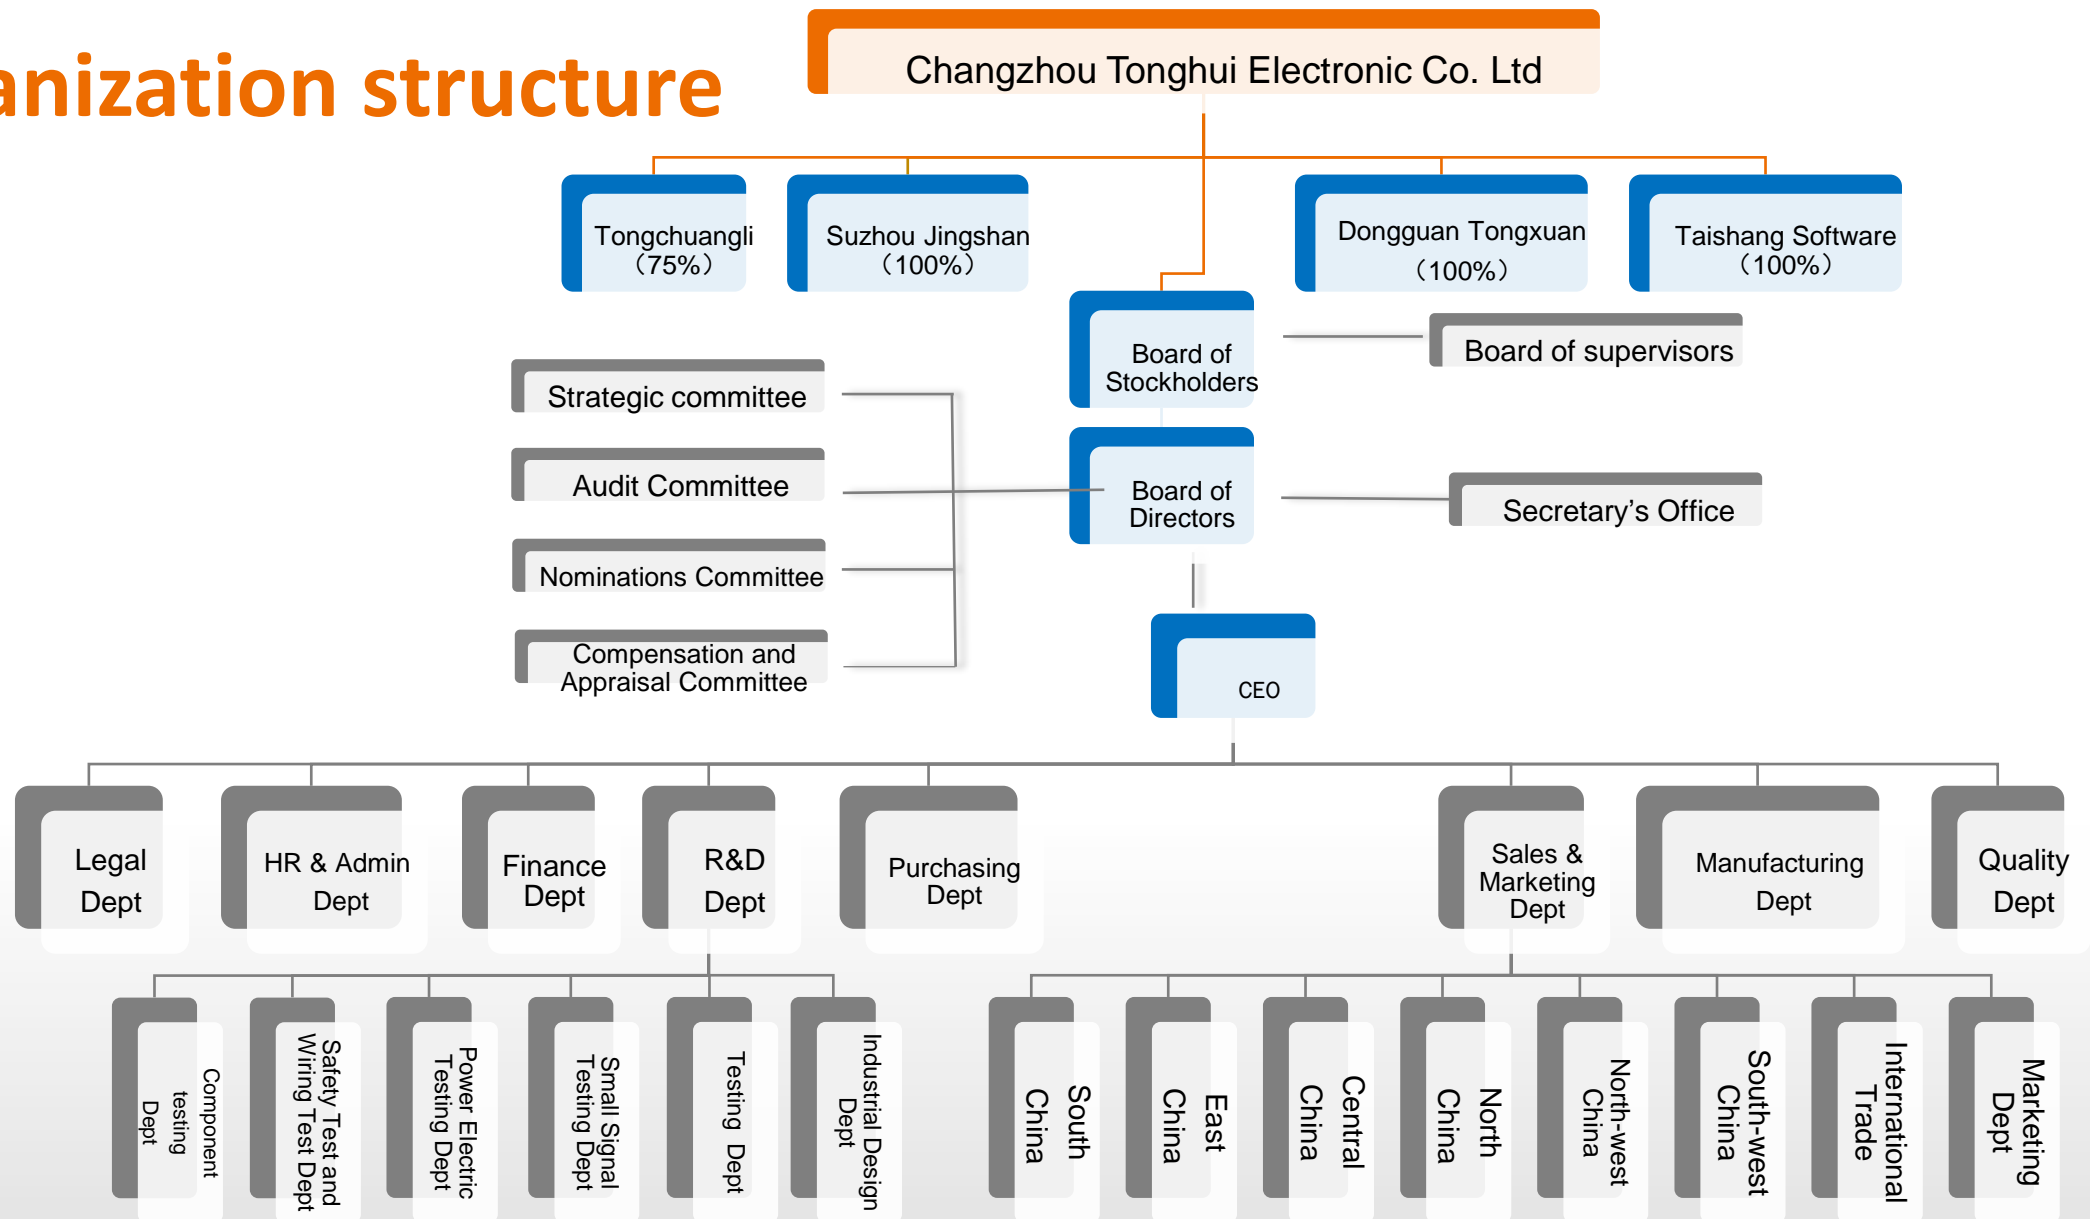 anization structure
Changzhou Tonghui Electronic Co. Ltd
Tongchuangli
（75%）
Suzhou Jingshan
（100%）
Dongguan Tongxuan
（100%）
Taishang Software
（100%）
Board of
Stockholders
Board of supervisors
Strategic committee
Audit Committee
Board of
Directors
Secretary’s Office
Nominations Committee
Compensation and
Appraisal Committee
CEO
Legal
Dept
HR & Admin
Dept
Finance
Dept
R&D
Dept
Purchasing
Dept
Sales &
Marketing
Dept
Manufacturing
Dept
Quality
Dept
Component
testing
Dept
Safety Test and
Wiring Test Dept
Power Electric
Testing Dept
Small Signal
Testing Dept
Testing Dept
Industrial Design
Dept
South
China
East
China
Central
China
North
China
North-west
China
South-west
China
International
Trade
Marketing
Dept